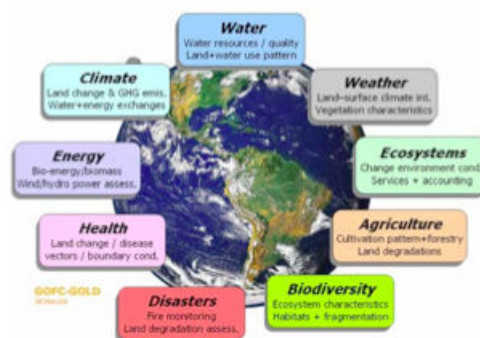 Water
Water resources / quality
Land+water use pattern
Climate
Land change & GHG emis.
Water+energy exchanges
Weather
Land-surface climate int.
Vegetation characteristics
Energy
Bio-energy/biomass
Wind/hydro power assess.
Ecosystems
Change environment cond.
Services + accounting
Health
Land change / disease
vectors / boundary cond.
Agriculture
Cultivation pattern+forestry
Land degradations
GOFC-GOLD
Disasters
Fire monitoring
Land degradation assess.
Biodiversity
Ecosystem characteristics
Habitats + fragmentation